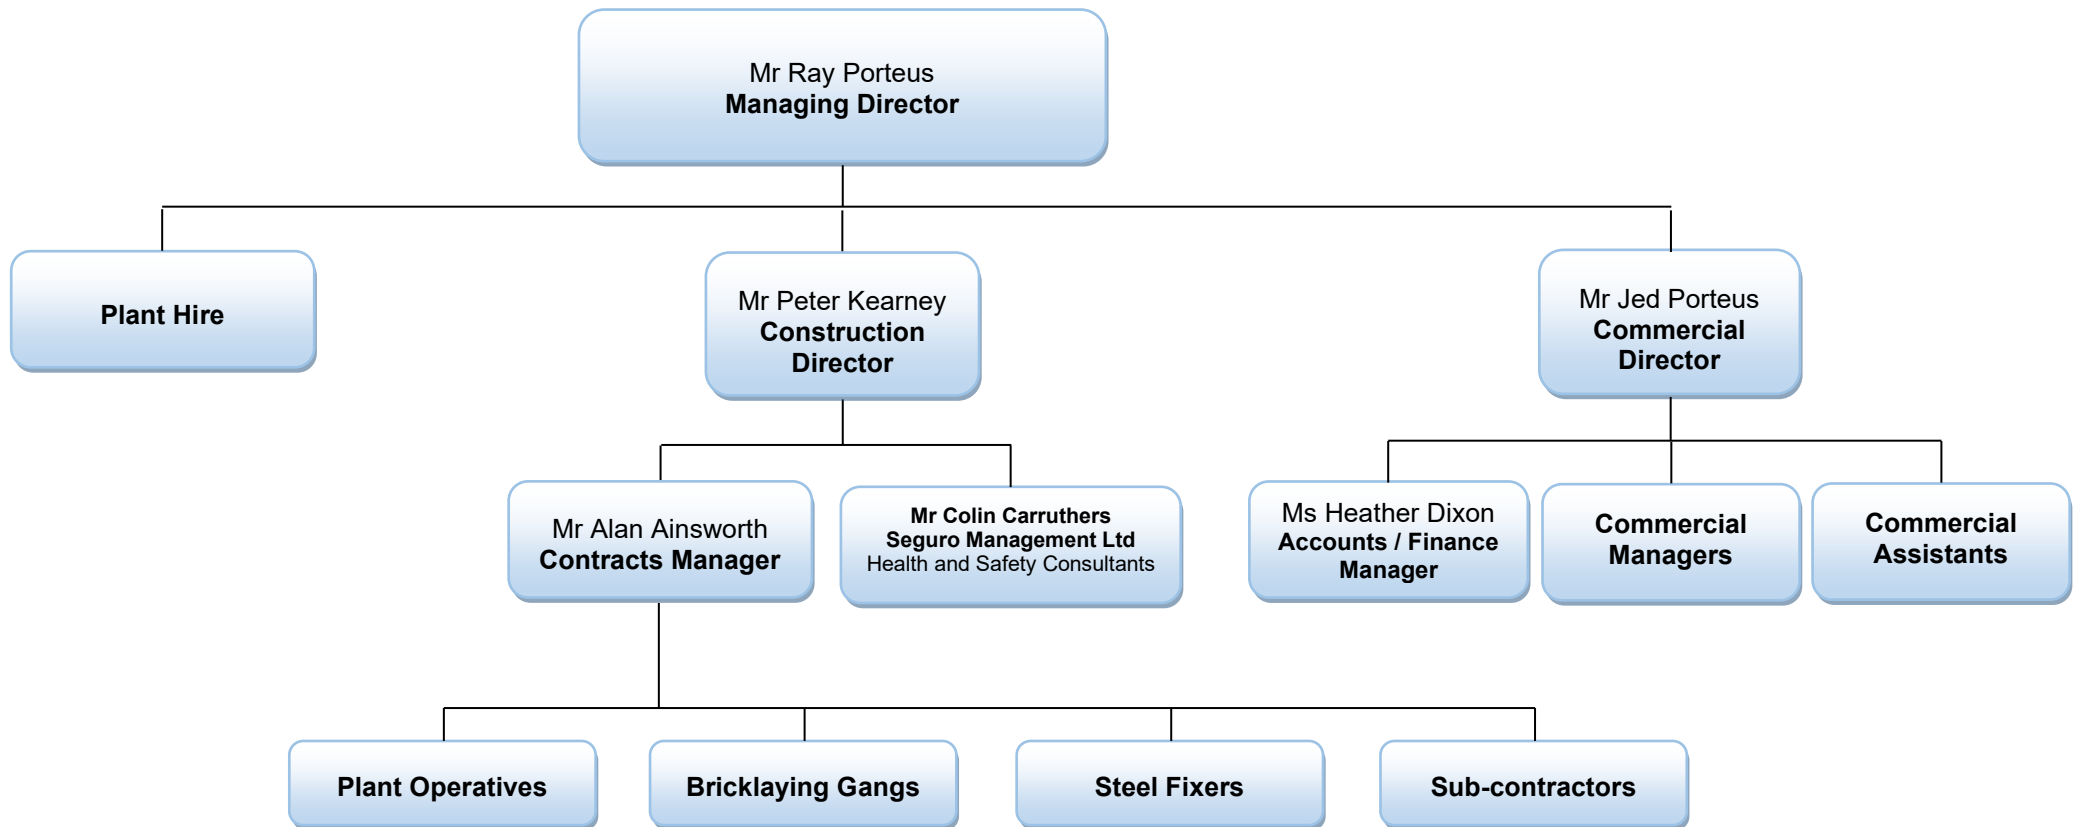 Mr Ray Porteus
Managing Director
Plant Hire
Mr Peter Kearney
Construction
Director
Mr Jed Porteus
Commercial
Director
Mr Alan Ainsworth
Contracts Manager
Mr Colin Carruthers
Seguro Management Ltd
Health and Safety Consultants
Ms Heather Dixon
Accounts / Finance
Manager
Commercial
Managers
Commercial
Assistants
Plant Operatives
Bricklaying Gangs
Steel Fixers
Sub-contractors